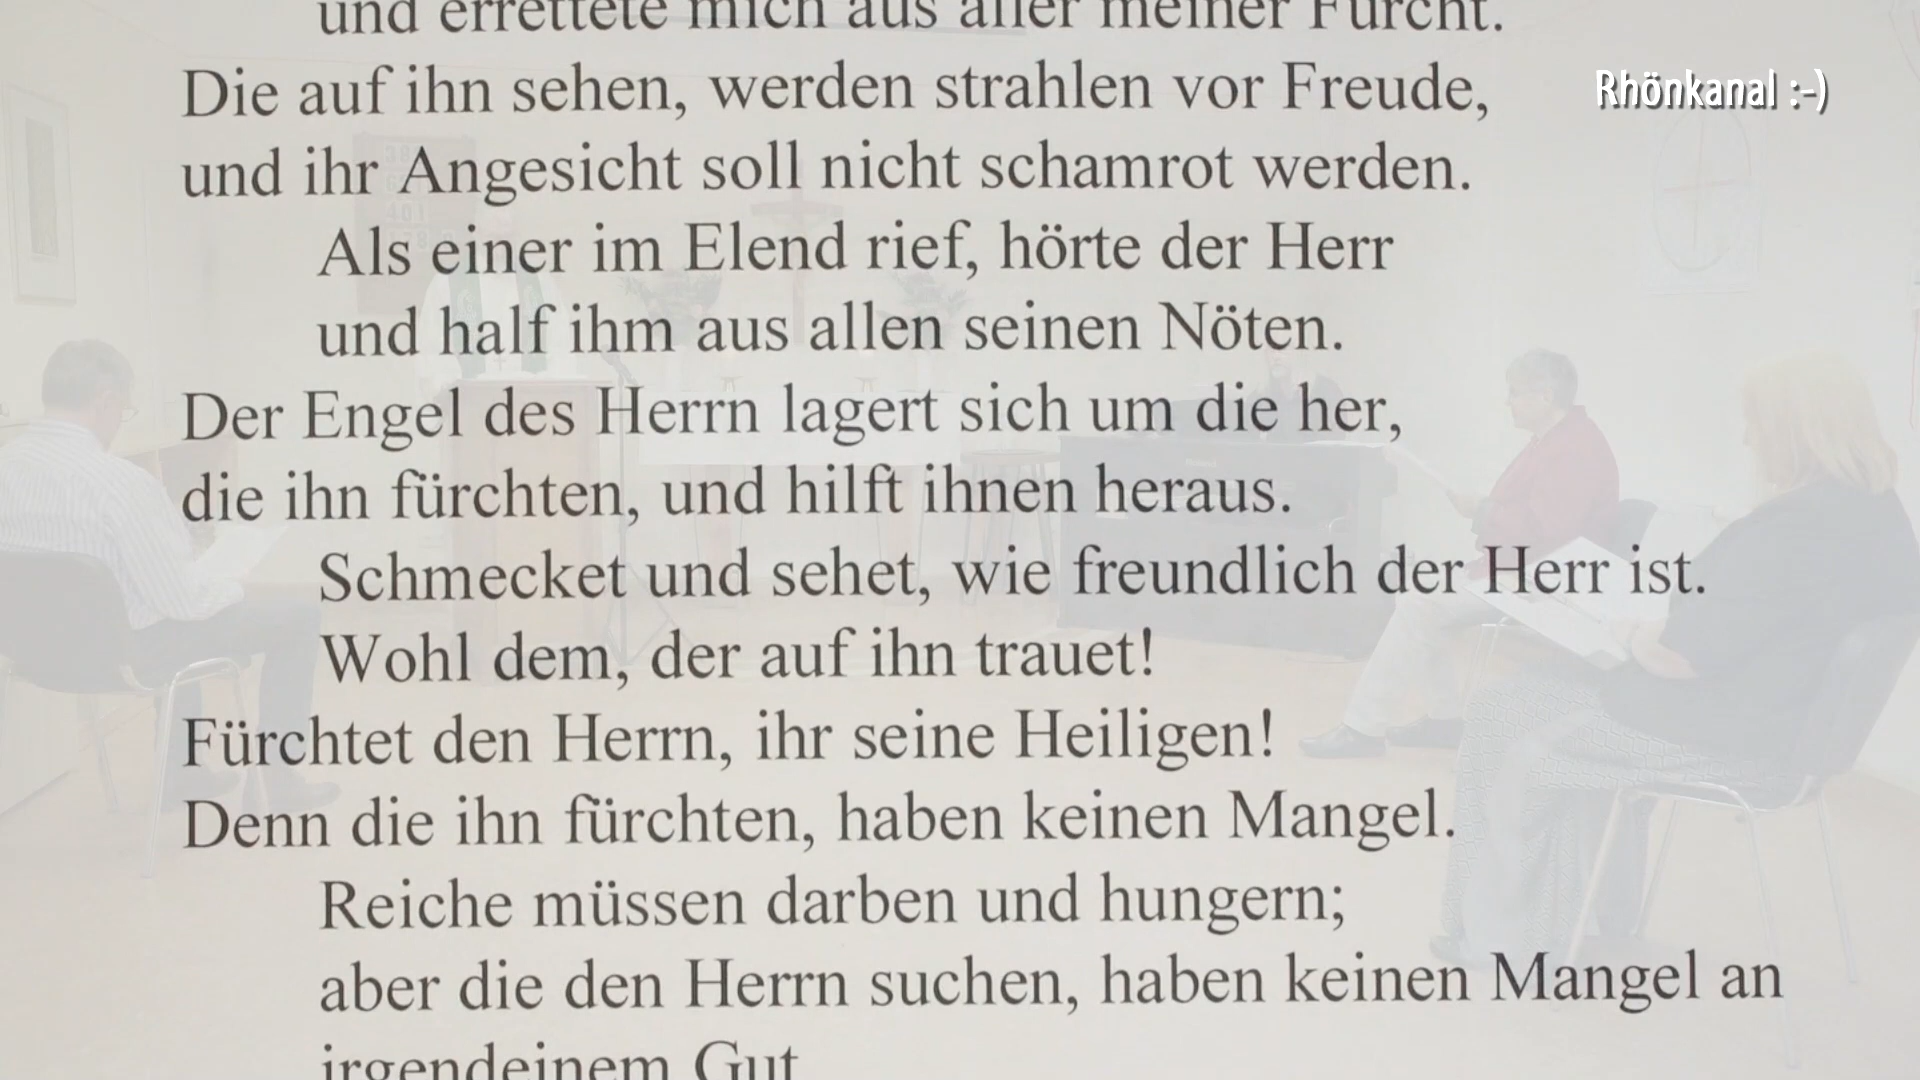 und errettete mich aus aller meiner Furcht.
Die auf ihn sehen, werden strahlen vor Freude,
Rhönkanal :-)
und ihr Angesicht soll nicht schamrot werden.
Als einer im Elend rief, hörte der Herr
und half ihm aus allen seinen Nöten.
Der Engel des Herrn lagert sich um die her,
die ihn fürchten, und hilft ihnen heraus.
Schmecket und sehet, wie freundlich der Herr ist.
Wohl dem, der auf ihn trauet!
Fürchtet den Herrn, ihr seine Heiligen!
Denn die ihn fürchten, haben keinen Mangel.
Reiche müssen darben und hungern;
aber die den Herrn suchen, haben keinen Mangel an
irgendeinem Gut